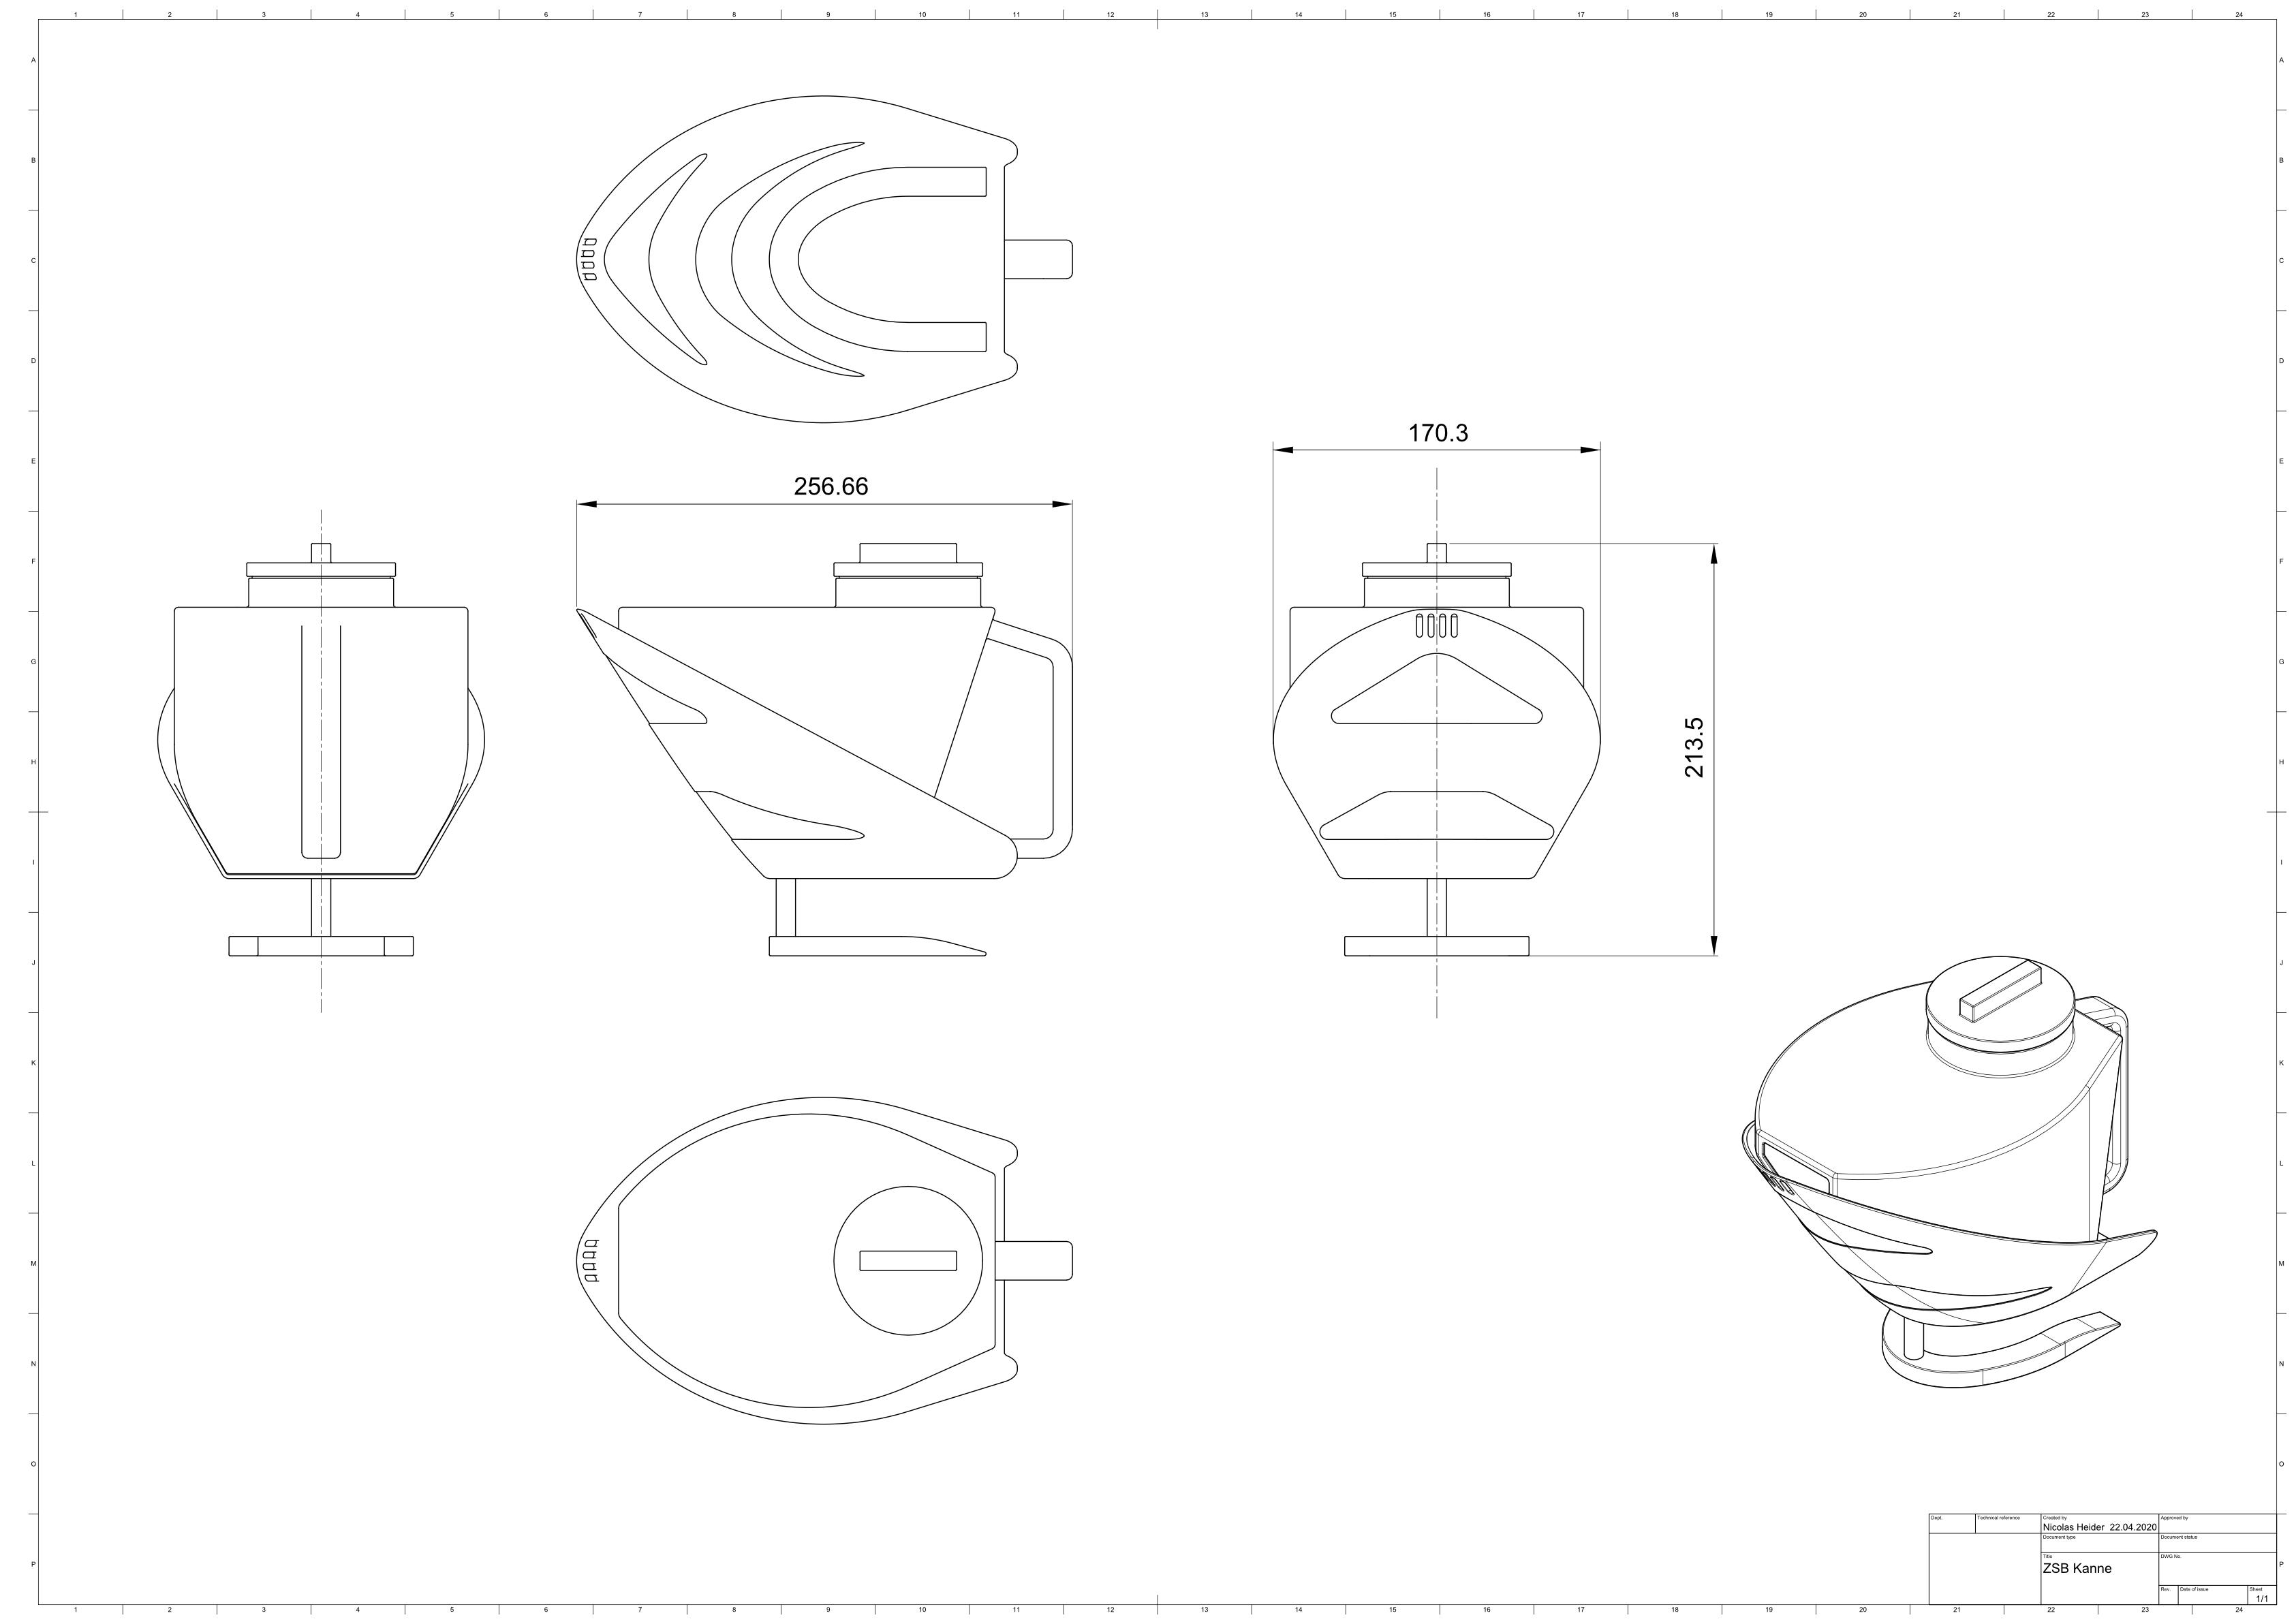 1 2 3 4 5 6 7 8 9 10 11 12 13 14 15 16 17 18 19 20 21 22 23 24
A A
B B
C C
D D
170.3
E E
256.66
F F
G G
213.5
H H
I I
J J
K K
L L
M M
N N
O O
Dept. Technical reference Created by Approved by
Nicolas Heider 22.04.2020
Document type Document status
P P
Title DWG No.
ZSB Kanne
Rev. Date of issue Sheet
1/1
1 2 3 4 5 6 7 8 9 10 11 12 13 14 15 16 17 18 19 20 21 22 23 24